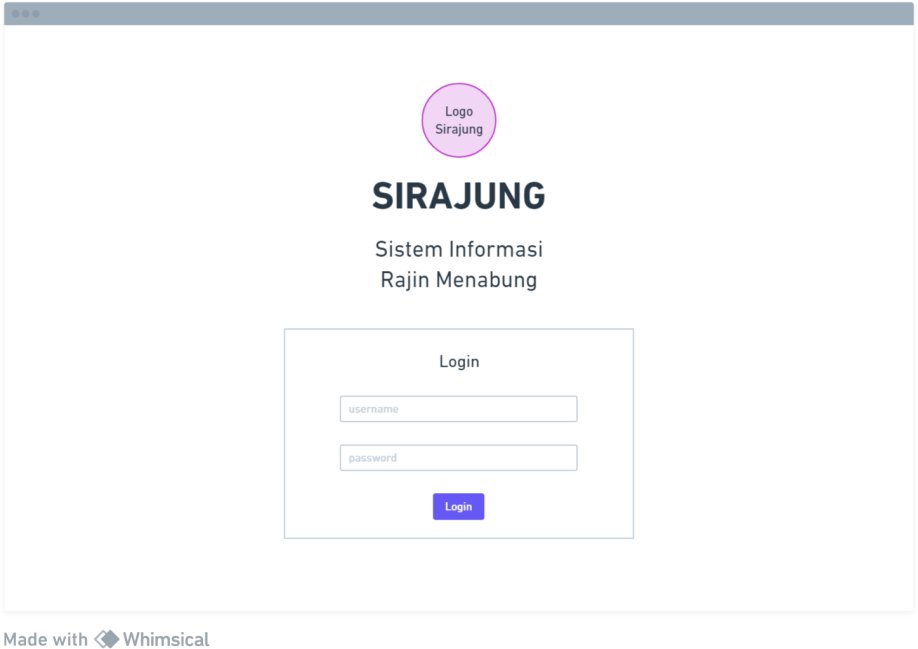 Logo
Sirajung
SIRAJUNG
Sistem Informasi
Rajin Menabung
Login
username
password
Login
Made with Whimsical